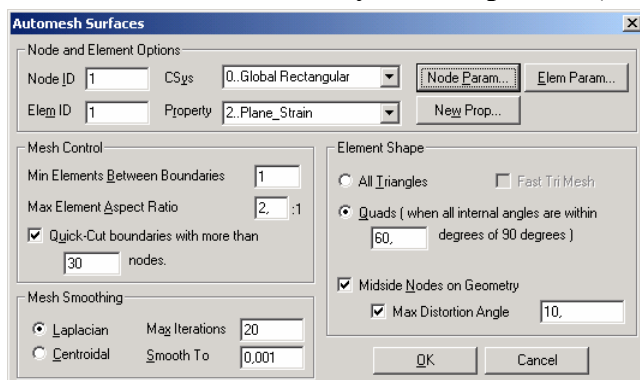 Automesh Surfaces
Node and Element Options
Node ID 1 CSys 0..Global Rectangular Node Param... Elem Param...
Elem ID 1 Property 2..Plane_Strain New Prop...
Mesh Control
Min Elements Between Boundaries 1
Max Element Aspect Ratio 2, :1
Quick-Cut boundaries with more than
30 nodes.
Mesh Smoothing
Laplacian Max Iterations 20
Centroidal Smooth To 0,001
Element Shape
All Triangles Fast Tri Mesh
Quads ( when all internal angles are within
60, degrees of 90 degrees )
Midside Nodes on Geometry
Max Distortion Angle 10,
OK Cancel